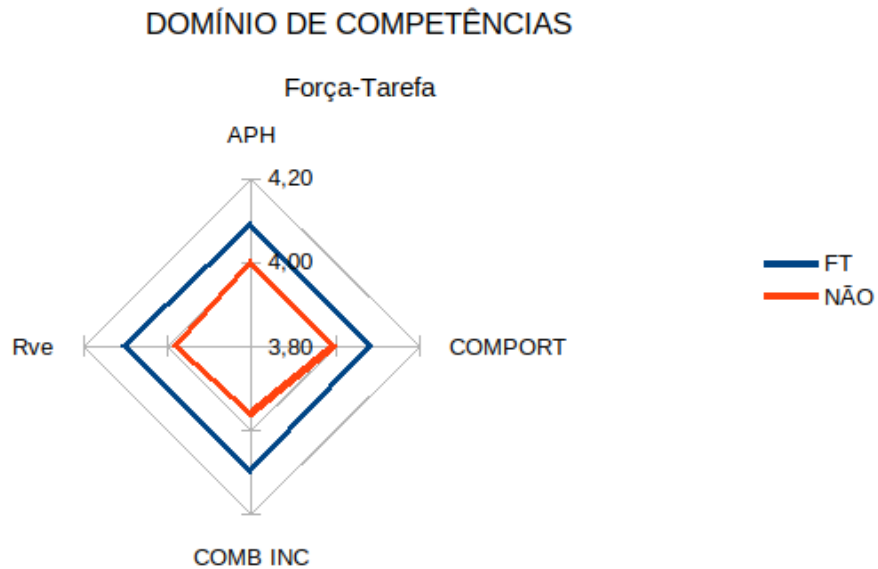 DOMÍNIO DE COMPETÊNCIAS
Força-Tarefa
APH
4,20
4,00
3,80
Rve
COMPORT
COMB INC
FT
NÃO